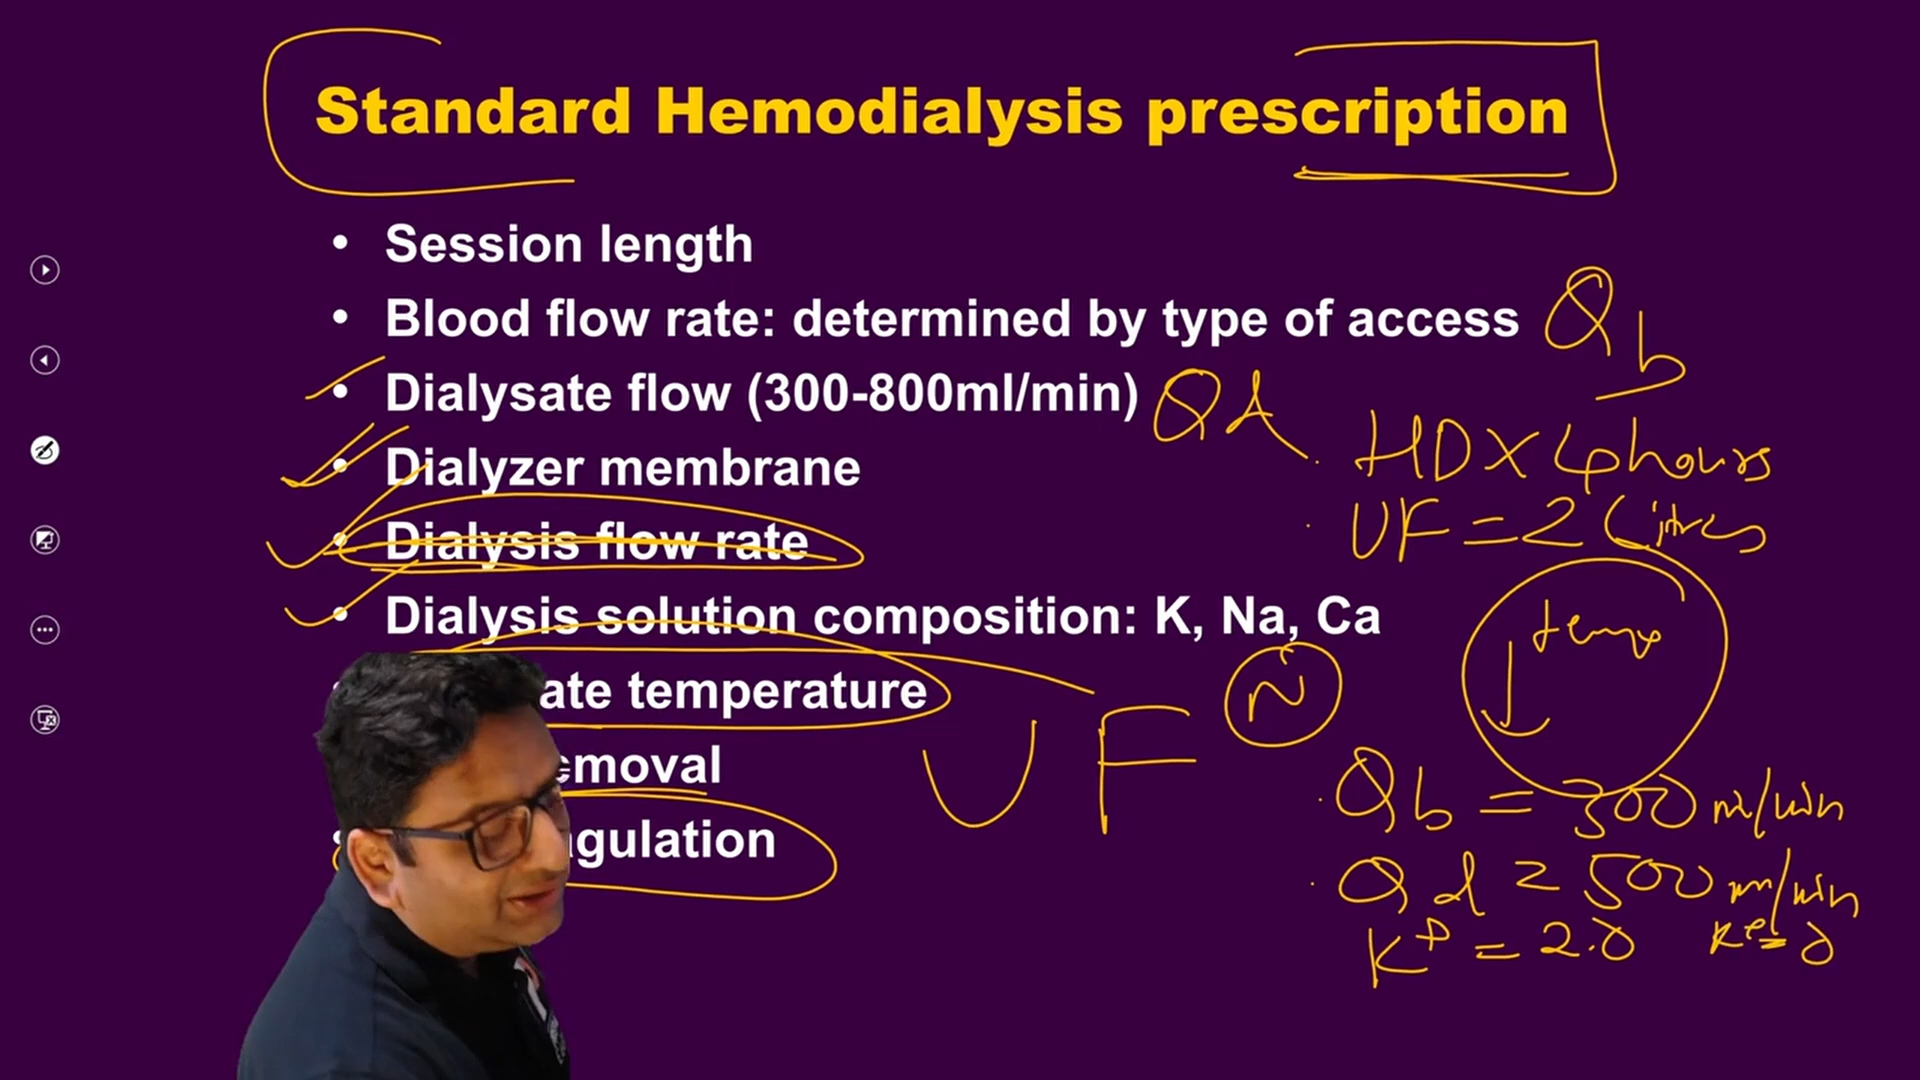 Standard Hemodialysis prescription
• Session length
• Blood flow rate: determined by type of access
Qb
• Dialysate flow (300-800ml/min)
Qd
• Dialyzer membrane
HD X 4 hours
• Dialysis flow rate
UF = 2 Litres
• Dialysis solution composition: K, Na, Ca
↓ temp
ate temperature
N
emoval
UF
Qb = 300 ml/min
gulation
Qd = 500 ml/min
K+ = 2.0